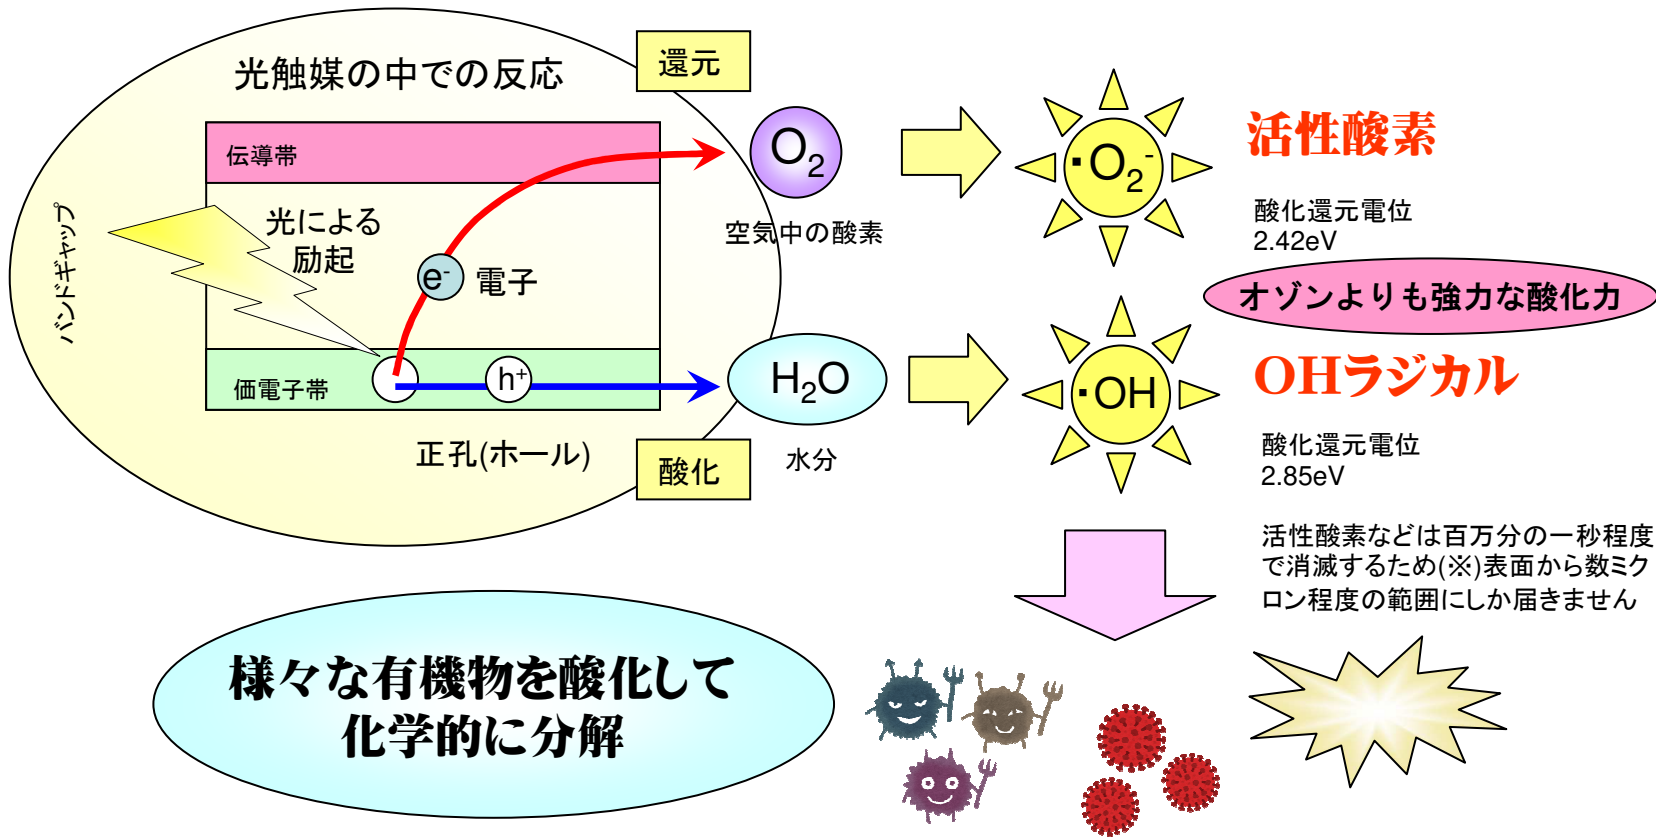 光触媒の中での反応
還元
伝導帯
バンドギャップ
光による
励起
e-
電子
O2
空気中の酸素
・O2-
活性酸素
酸化還元電位
2.42eV
オゾンよりも強力な酸化力
価電子帯
h+
正孔(ホール)
酸化
H2O
水分
・OH
OHラジカル
酸化還元電位
2.85eV
活性酸素などは百万分の一秒程度
で消滅するため(※)表面から数ミク
ロン程度の範囲にしか届きません
様々な有機物を酸化して
化学的に分解